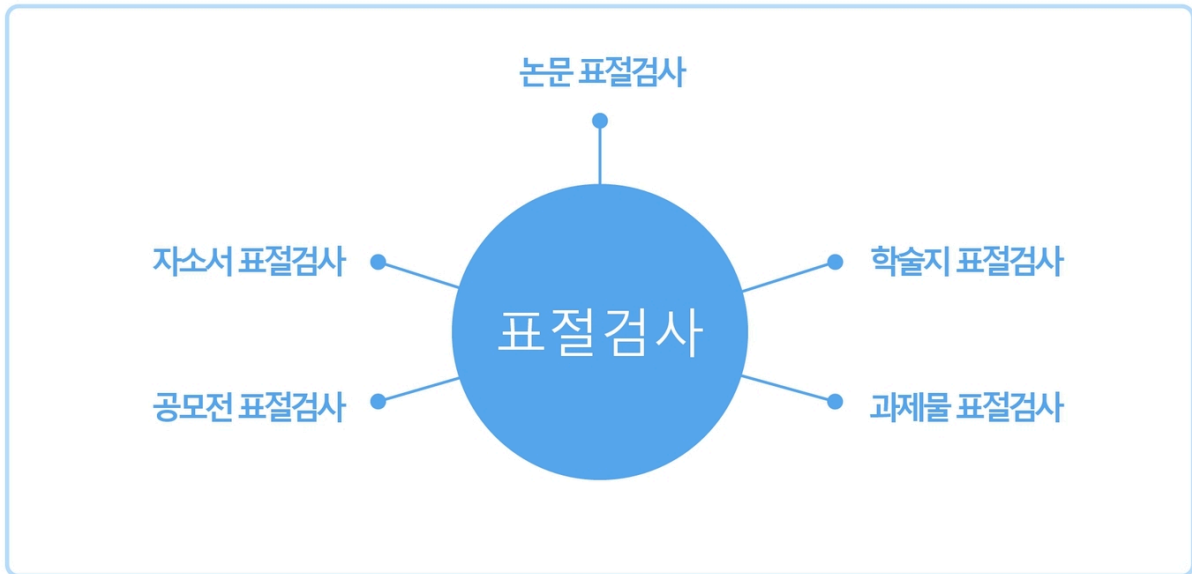 논문 표절검사
자소서 표절검사
학술지 표절검사
표절검사
공모전 표절검사
과제물 표절검사